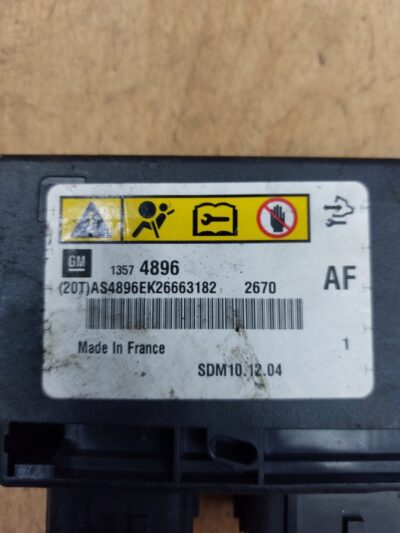 GM
1357 4896
AF
(20T)AS4896EK26663182 2670
Made In France
1
SDM10.12.04